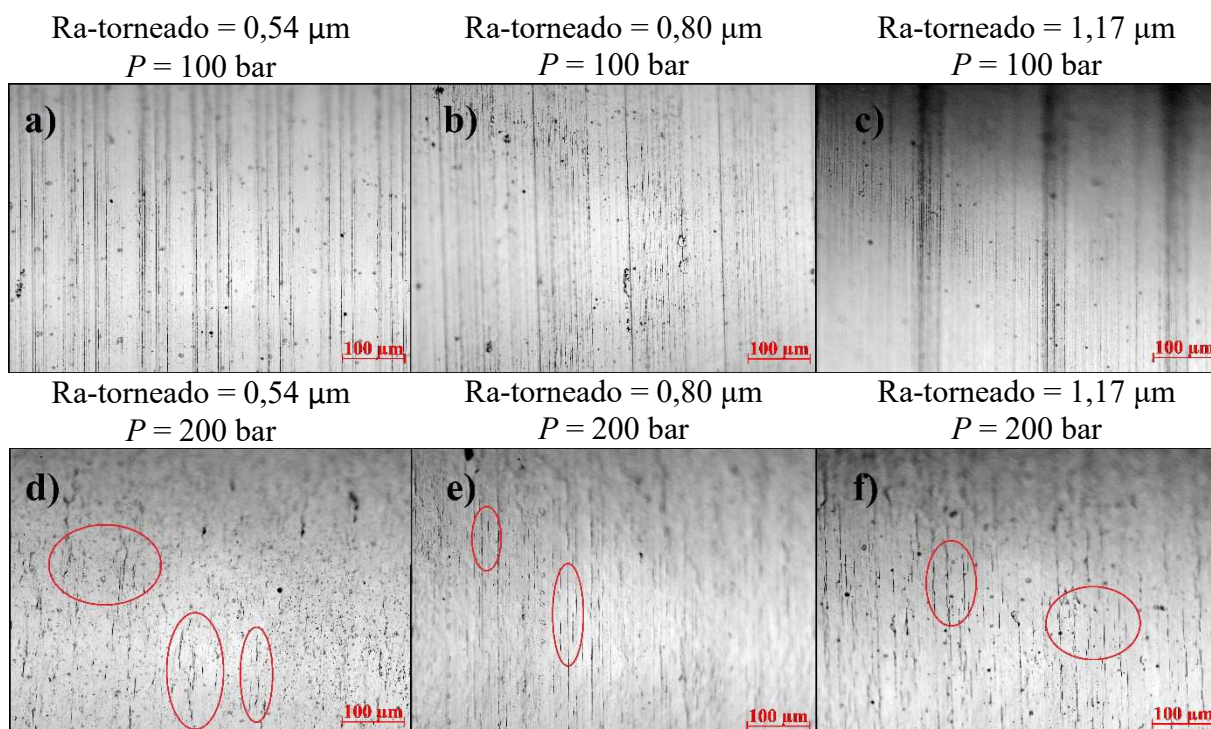 Ra-torneado = 0,54 μm
P = 100 bar
Ra-torneado = 0,80 μm
P = 100 bar
Ra-torneado = 1,17 μm
P = 100 bar
a)
100 μm
b)
100 μm
c)
100 μm
Ra-torneado = 0,54 μm
P = 200 bar
Ra-torneado = 0,80 μm
P = 200 bar
Ra-torneado = 1,17 μm
P = 200 bar
d)
100 μm
e)
100 μm
f)
100 μm